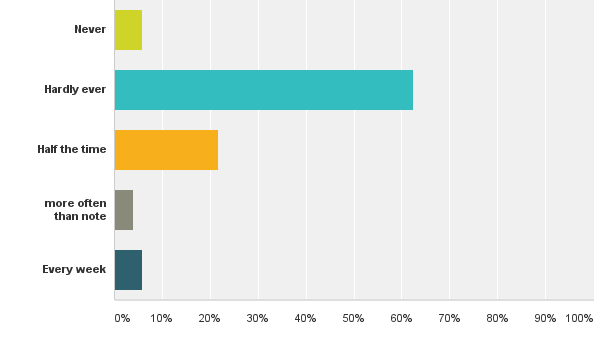 Never
Hardly ever
Half the time
more often
than note
Every week
0% 10% 20% 30% 40% 50% 60% 70% 80% 90% 100%